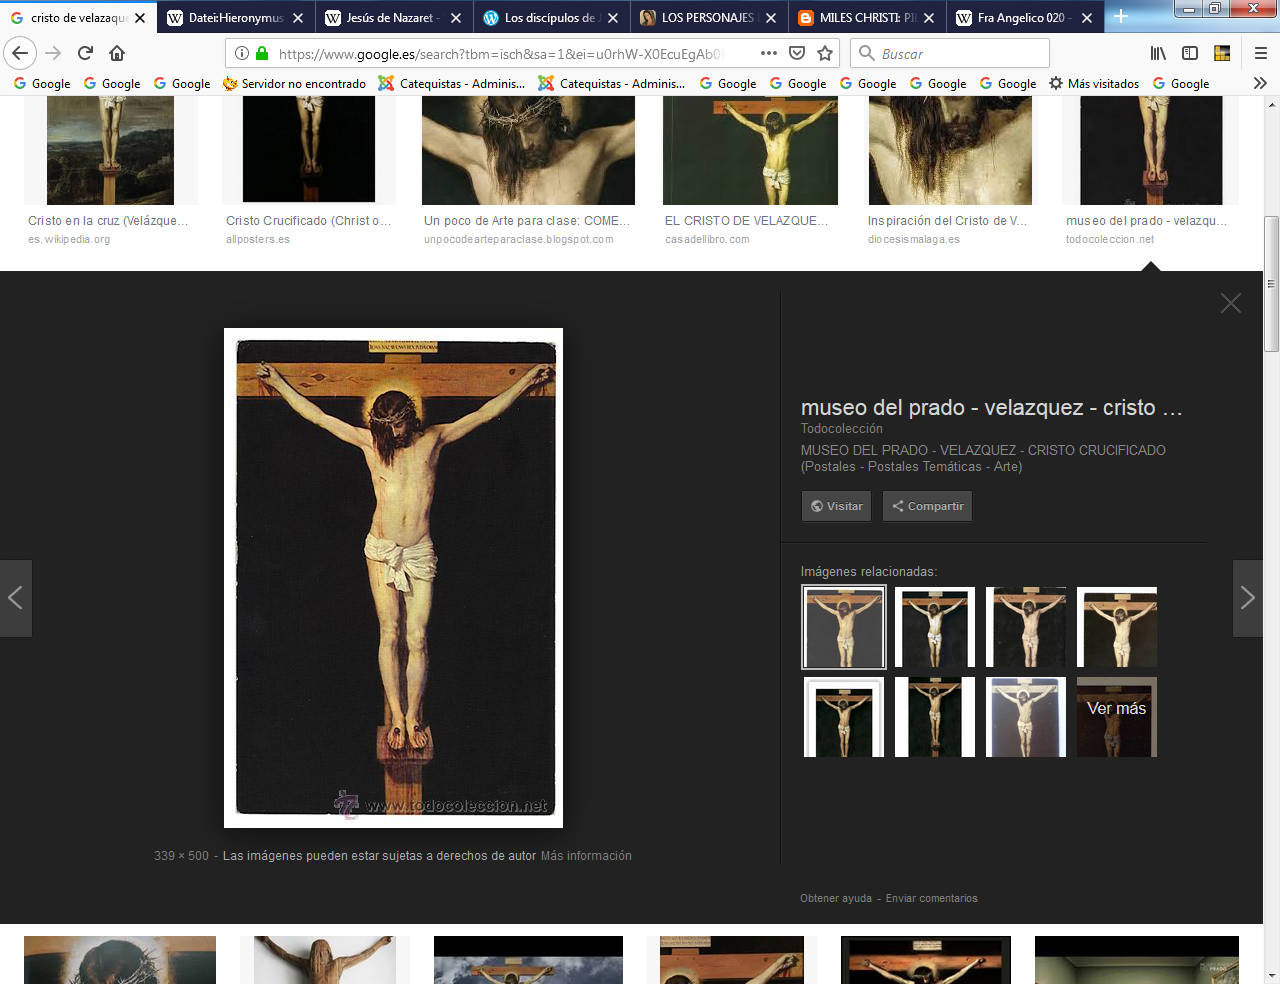 cristo de velazaque
Datei:Hieronymus
Jesús de Nazaret -
Los discípulos de J
LOS PERSONAJES
MILES CHRISTI: PI
Fra Angelico 020 -
https://www.google.es/search?tbm=isch&sa=1&ei=u0rhW-X0EcuEgAb0
Buscar
Google
Google
Google
Servidor no encontrado
Catequistas - Adminis...
Catequistas - Adminis...
Google
Google
Google
Google
Google
Más visitados
Google
Cristo en la cruz (Velázque...
es.wikipedia.org
Cristo Crucificado (Christ o...
allposters.es
Un poco de Arte para clase: COME...
unpocodearteparaclase.blogspot.com
EL CRISTO DE VELAZQUE...
casadellibro.com
Inspiración del Cristo de V...
diocesismalaga.es
museo del prado - velazqu...
todocoleccion.net
www.todocoleccion.net
339 × 500 - Las imágenes pueden estar sujetas a derechos de autor Más información
museo del prado - velazquez - cristo ...
Todocolección
MUSEO DEL PRADO - VELAZQUEZ - CRISTO CRUCIFICADO
(Postales - Postales Temáticas - Arte)
Visitar
Compartir
Imágenes relacionadas:
Ver más
Obtener ayuda - Enviar comentarios